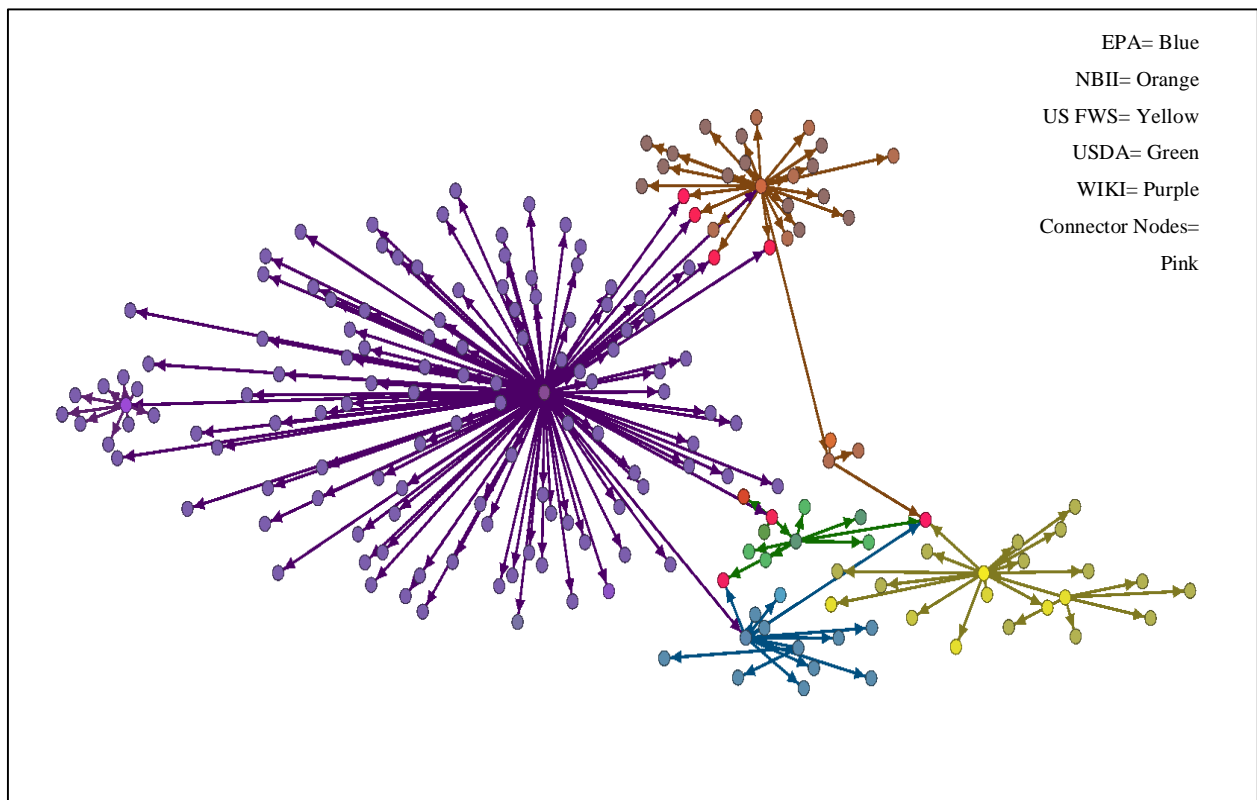 EPA= Blue
NBII= Orange
US FWS= Yellow
USDA= Green
WIKI= Purple
Connector Nodes=
Pink